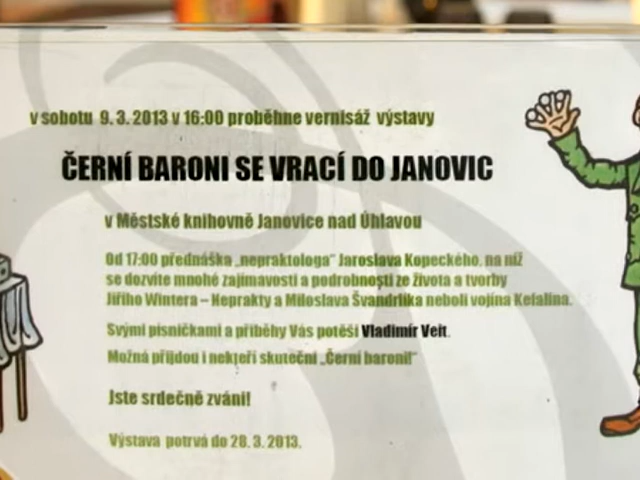 v sobotu 9. 3. 2013 v 16:00 proběhne vernisáž výstavy
ČERNÍ BARONI SE VRACÍ DO JANOVIC
v Městské knihovně Janovice nad Úhlavou
Od 17:00 přednáška „nepraktologa" Jaroslava Kopeckého, na níž
se dozvíte mnohé zajímavosti a podrobnosti ze života a tvorby
Jiřího Wintera – Neprakty a Miloslava Švandrlíka neboli vojína Kefalína.
Svými písničkami a příběhy Vás potěší Vladimír Veit.
Možná přijdou i nekteří skuteční „Černí baroni!"
Jste srdečně zváni!
Výstava potrvá do 28. 3. 2013.